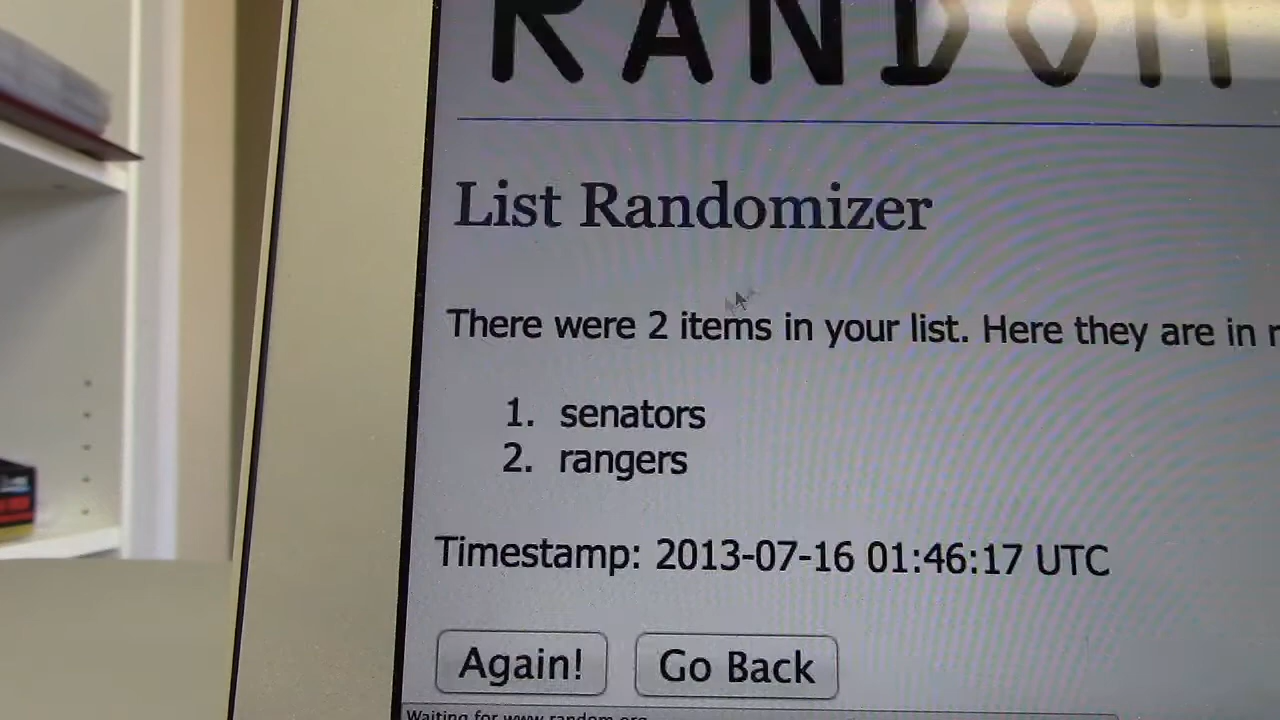 RANDOM
List Randomizer
There were 2 items in your list. Here they are in r
1. senators
2. rangers
Timestamp: 2013-07-16 01:46:17 UTC
Again! Go Back
Waiting for www.random.org